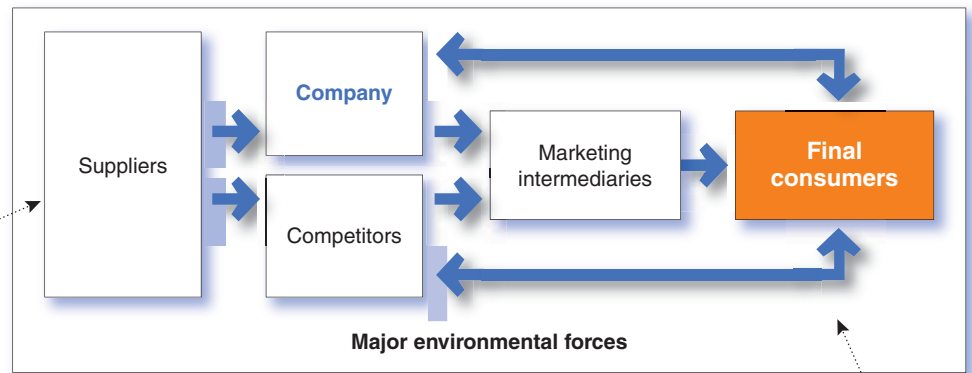 Suppliers
Company
Competitors
Marketing
intermediaries
Final
consumers
Major environmental forces